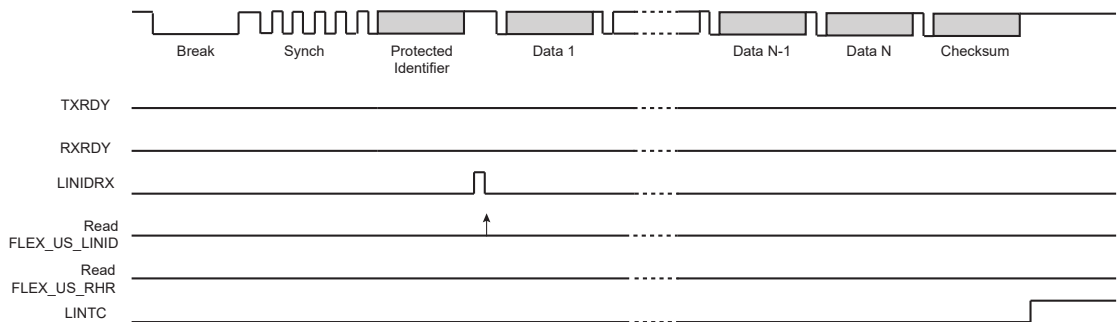 Break Synch Protected Data 1 Data N-1 Data N Checksum
Identifier
TXRDY
RXRDY
LINIDRX
Read
FLEX_US_LINID
Read
FLEX_US_RHR
LINTC